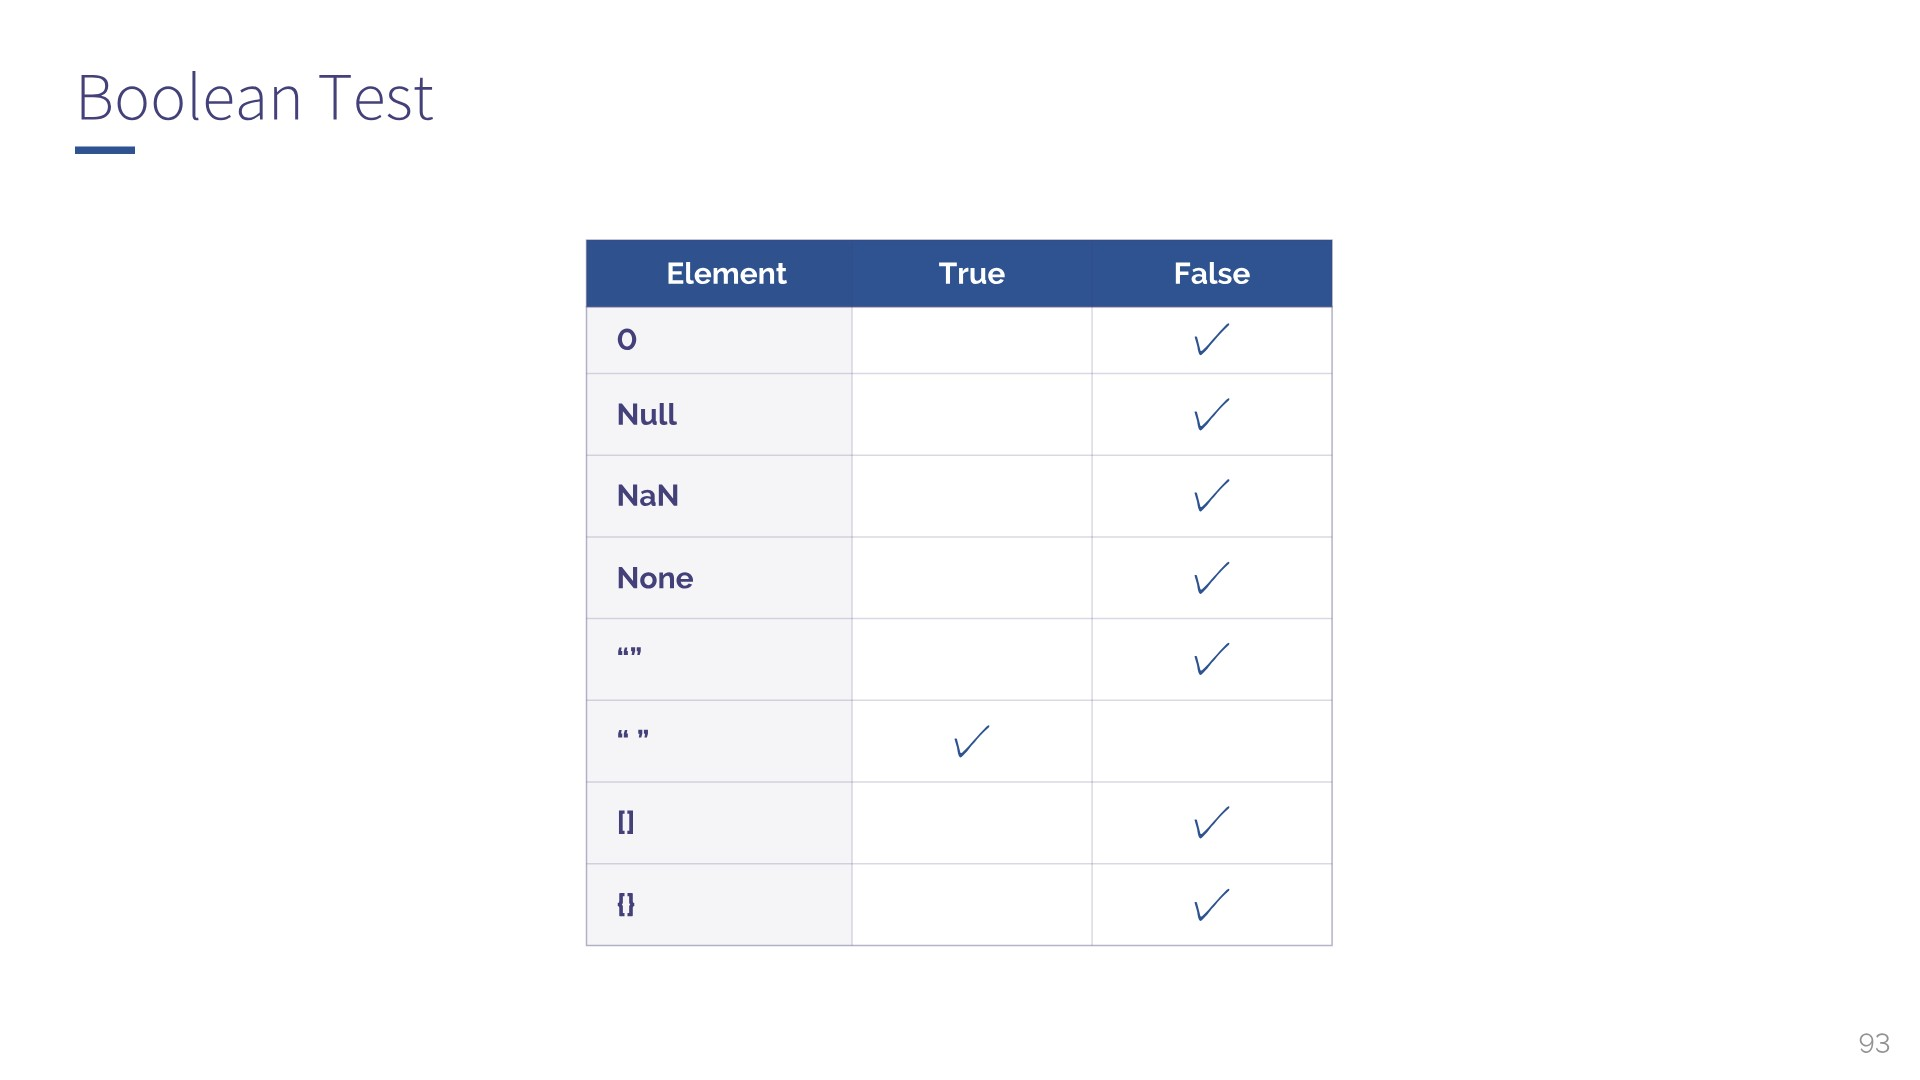 Boolean Test
Element True False
0 ✓
Null ✓
NaN ✓
None ✓
“” ✓
“ ” ✓
[] ✓
{} ✓
93